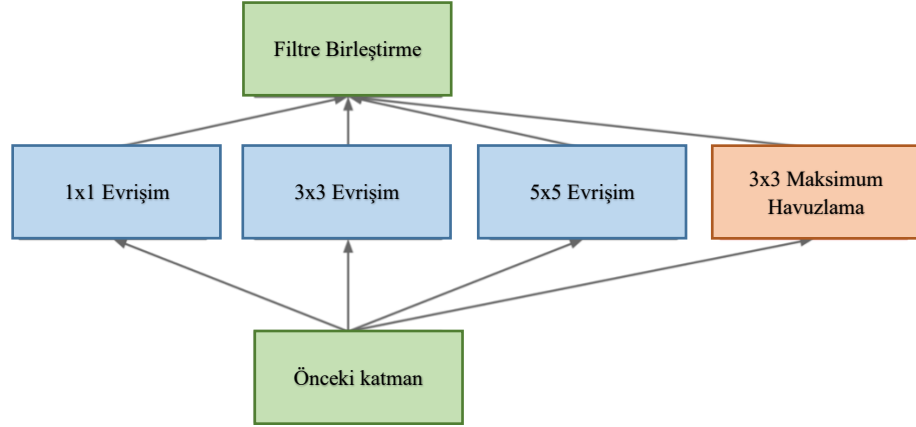 Filtre Birleştirme
1x1 Evrişim
3x3 Evrişim
5x5 Evrişim
3x3 Maksimum
Havuzlama
Önceki katman